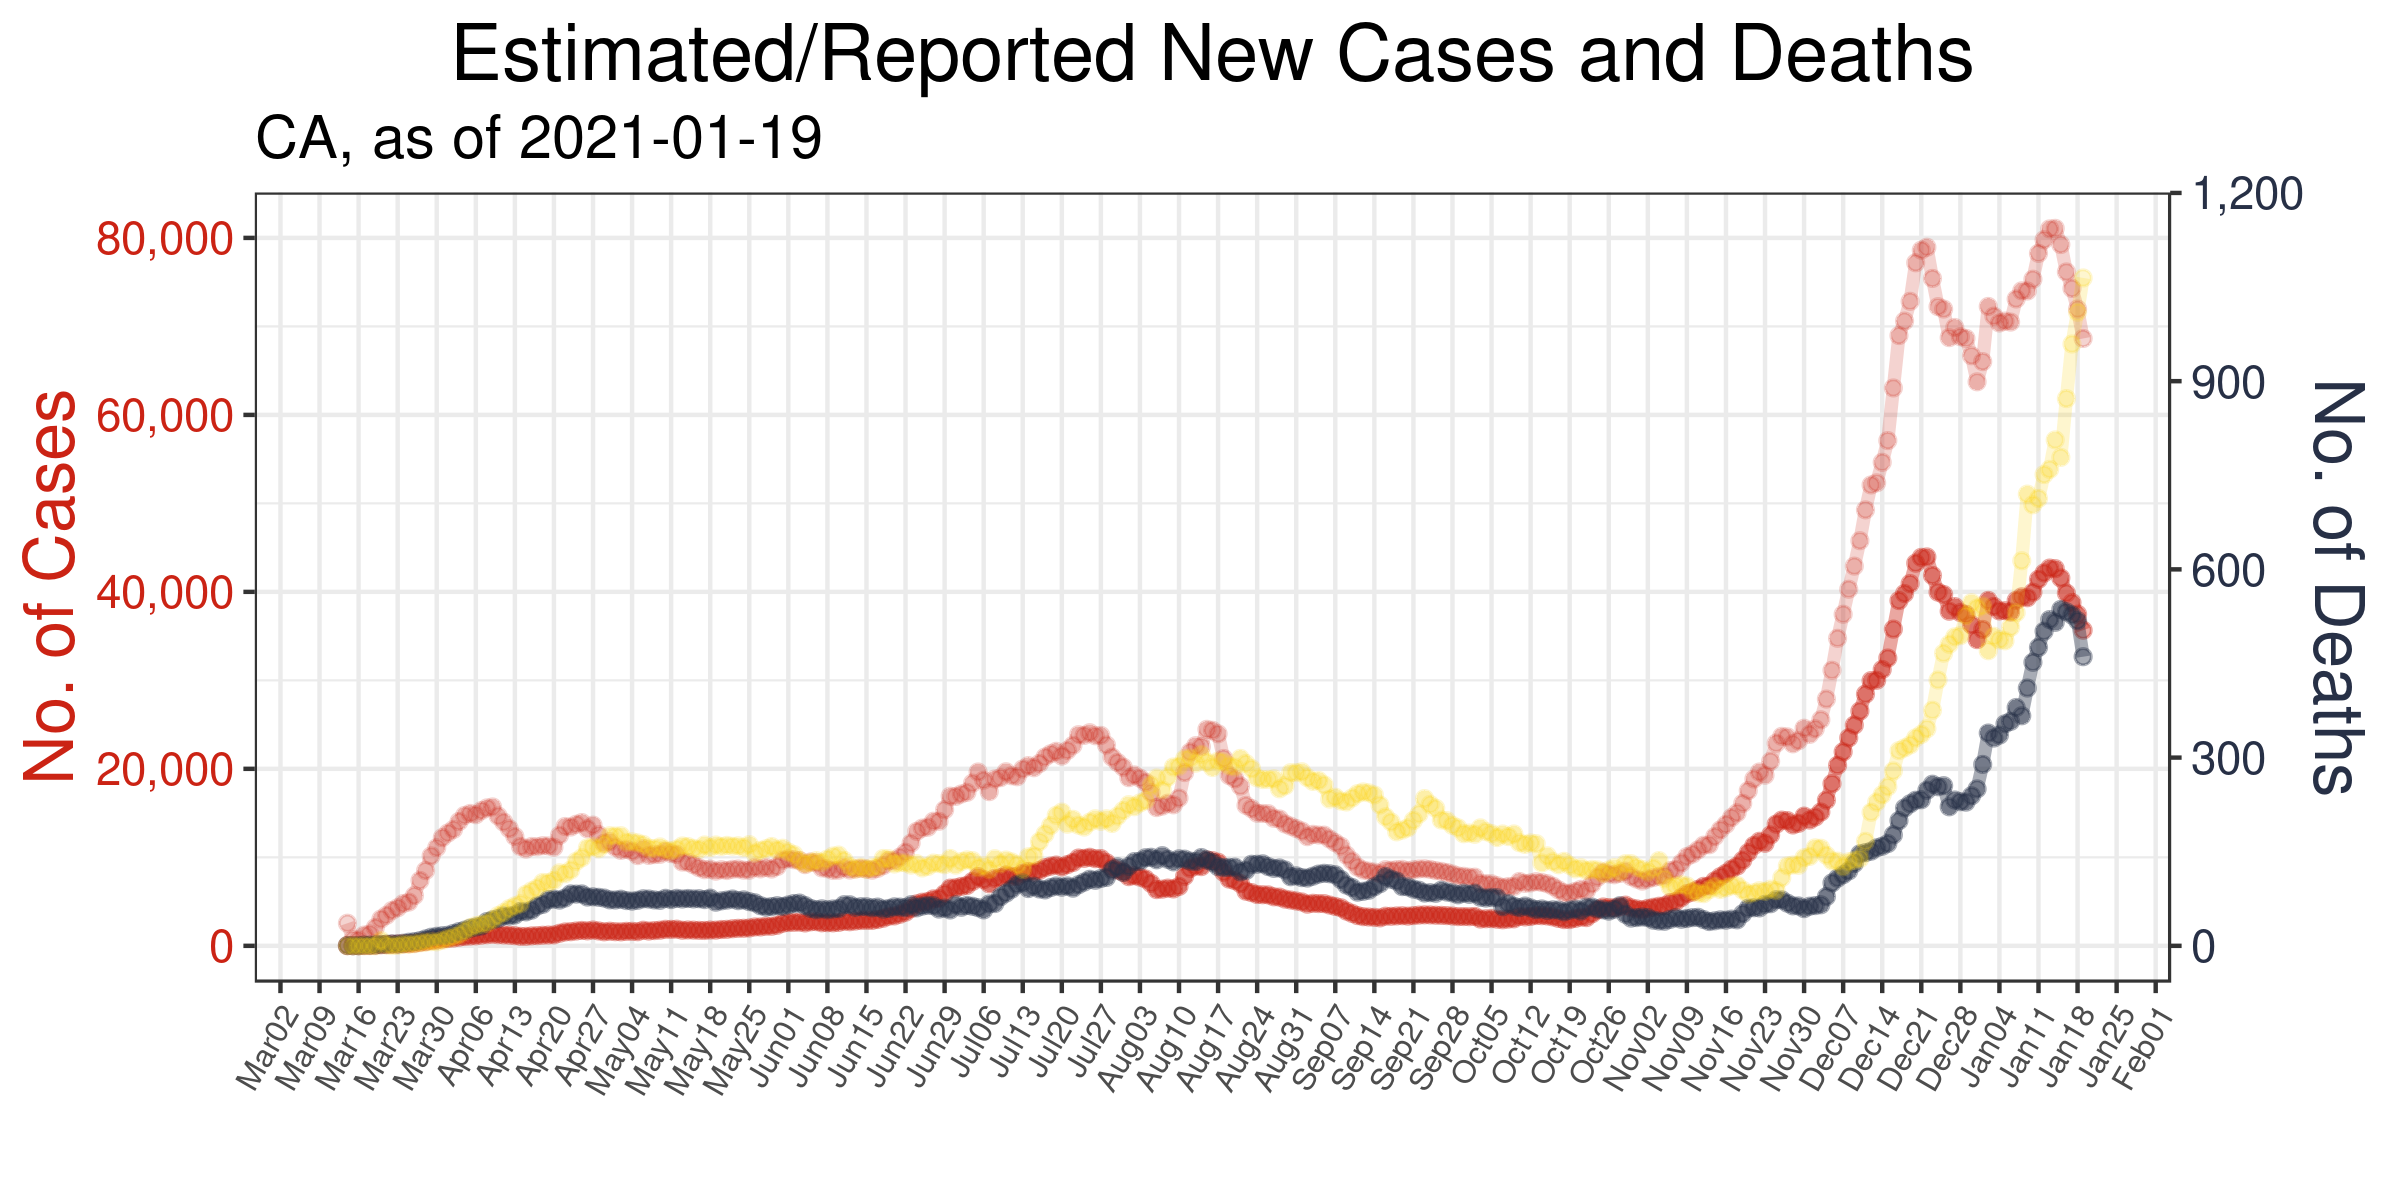 Estimated/Reported New Cases and Deaths
CA, as of 2021-01-19
No. of Cases
80,000
60,000
40,000
20,000
0
1,200
900
600
300
0
No. of Deaths
Mar02
Mar09
Mar16
Mar23
Mar30
Apr06
Apr13
Apr20
Apr27
May04
May11
May18
May25
Jun01
Jun08
Jun15
Jun22
Jun29
Jul06
Jul13
Jul20
Jul27
Aug03
Aug10
Aug17
Aug24
Aug31
Sep07
Sep14
Sep21
Sep28
Oct05
Oct12
Oct19
Oct26
Nov02
Nov09
Nov16
Nov23
Nov30
Dec07
Dec14
Dec21
Dec28
Jan04
Jan11
Jan18
Jan25
Feb01